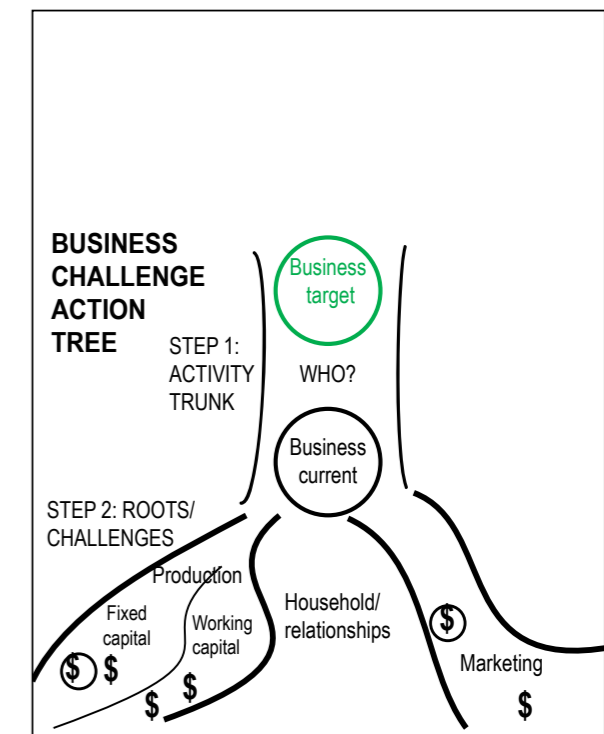 BUSINESS
CHALLENGE
ACTION
TREE
Business
target
STEP 1:
ACTIVITY
TRUNK
WHO?
Business
current
STEP 2: ROOTS/
CHALLENGES
Production
Fixed
capital
Working
capital
Household/
relationships
Marketing
$ $
$ $
$
$